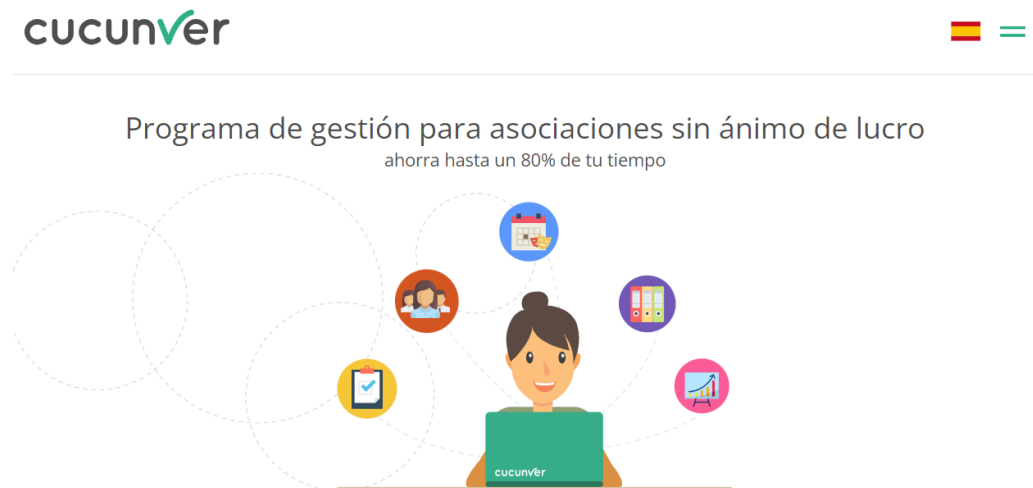 cucunver
Programa de gestión para asociaciones sin ánimo de lucro
ahorra hasta un 80% de tu tiempo
cucunver